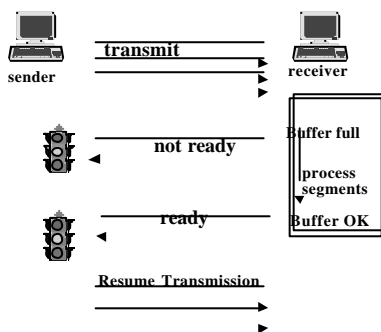 transmit
sender
receiver
Buffer full
not ready
process
segments
ready
Buffer OK
Resume Transmission